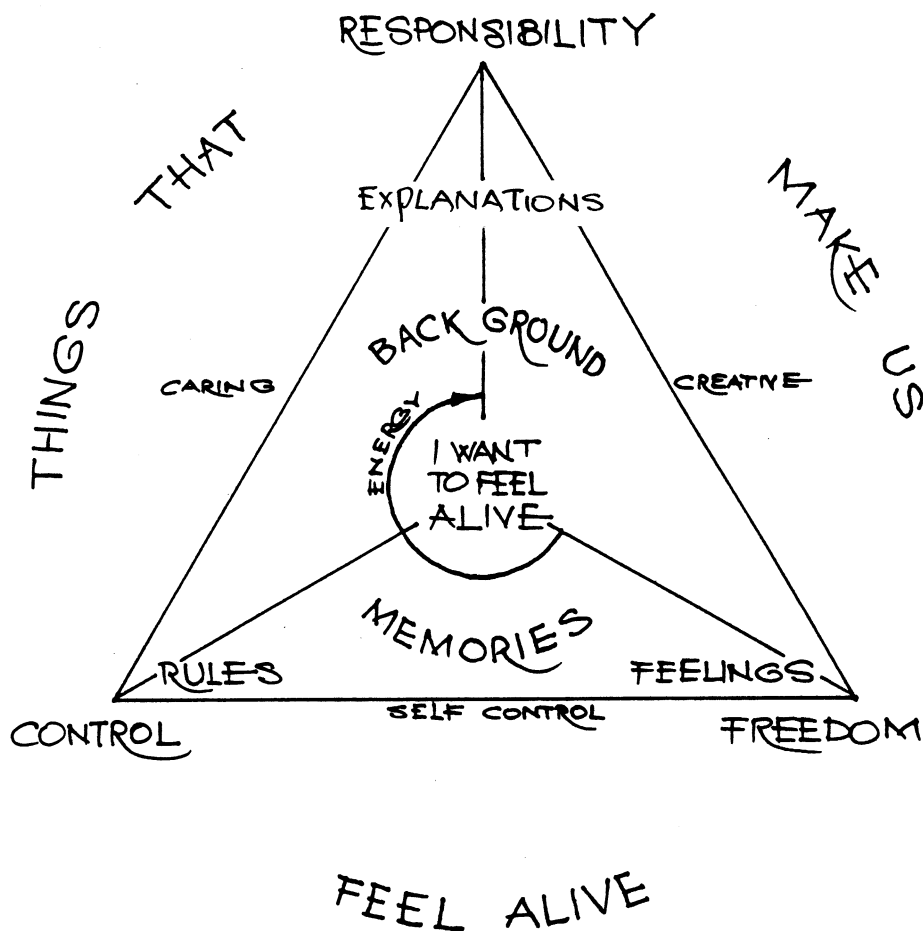 RESPONSIBILITY
THINGS THAT MAKE US
EXPLANATIONS
BACK GROUND
CARING
CREATIVE
ENERGY
I WANT
TO FEEL
ALIVE
MEMORIES
RULES
FEELINGS
SELF CONTROL
CONTROL
FREEDOM
FEEL ALIVE